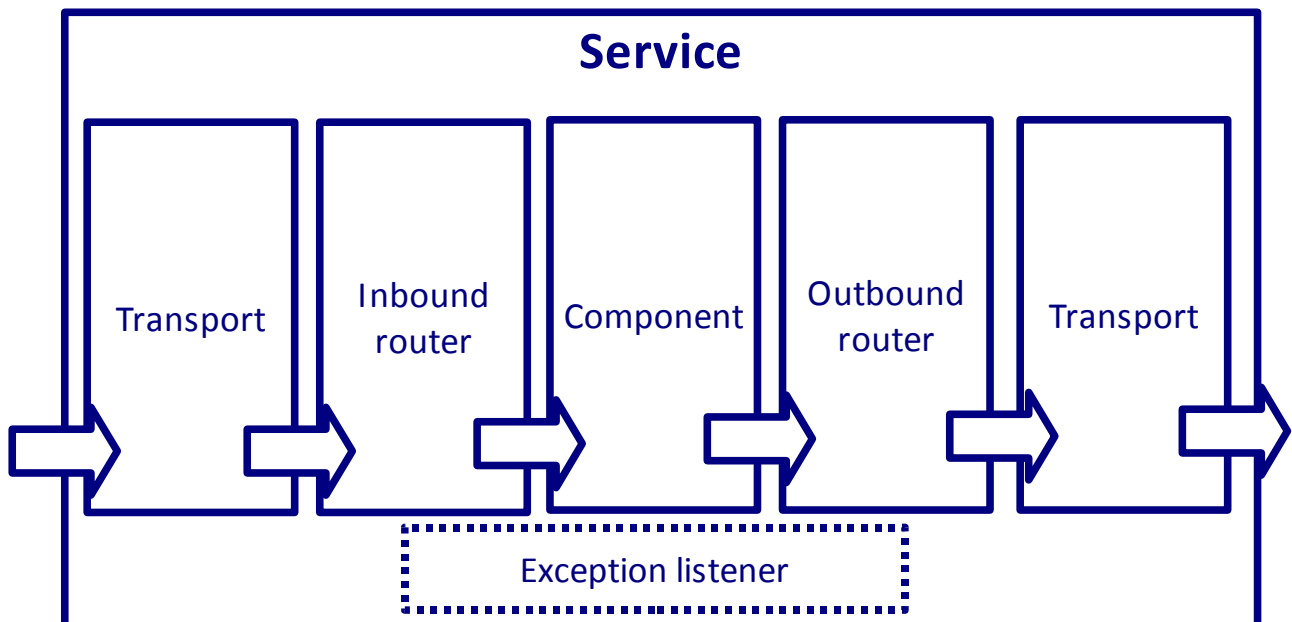 Service
Transport
Inbound
router
Component
Outbound
router
Transport
Exception listener